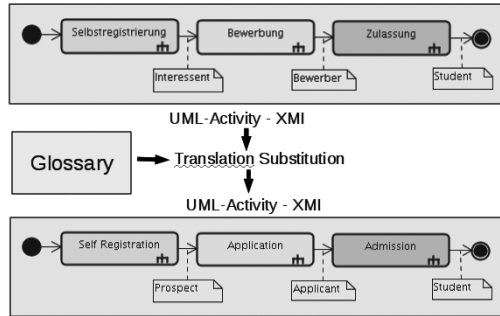 Selbstregistrierung Bewerbung Zulassung
Interessent Bewerber Student
UML-Activity - XMI
Glossary Translation Substitution
UML-Activity - XMI
Self Registration Application Admission
Prospect Applicant Student